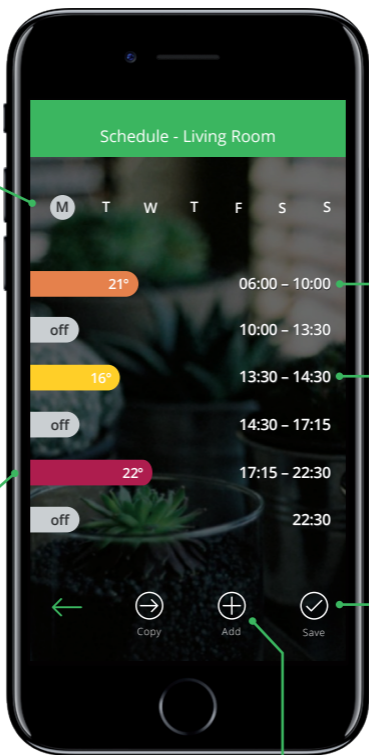 Schedule - Living Room
M T W T F S S
21° 06:00 – 10:00
off 10:00 – 13:30
16° 13:30 – 14:30
off 14:30 – 17:15
22° 17:15 – 22:30
off 22:30
Copy Add Save